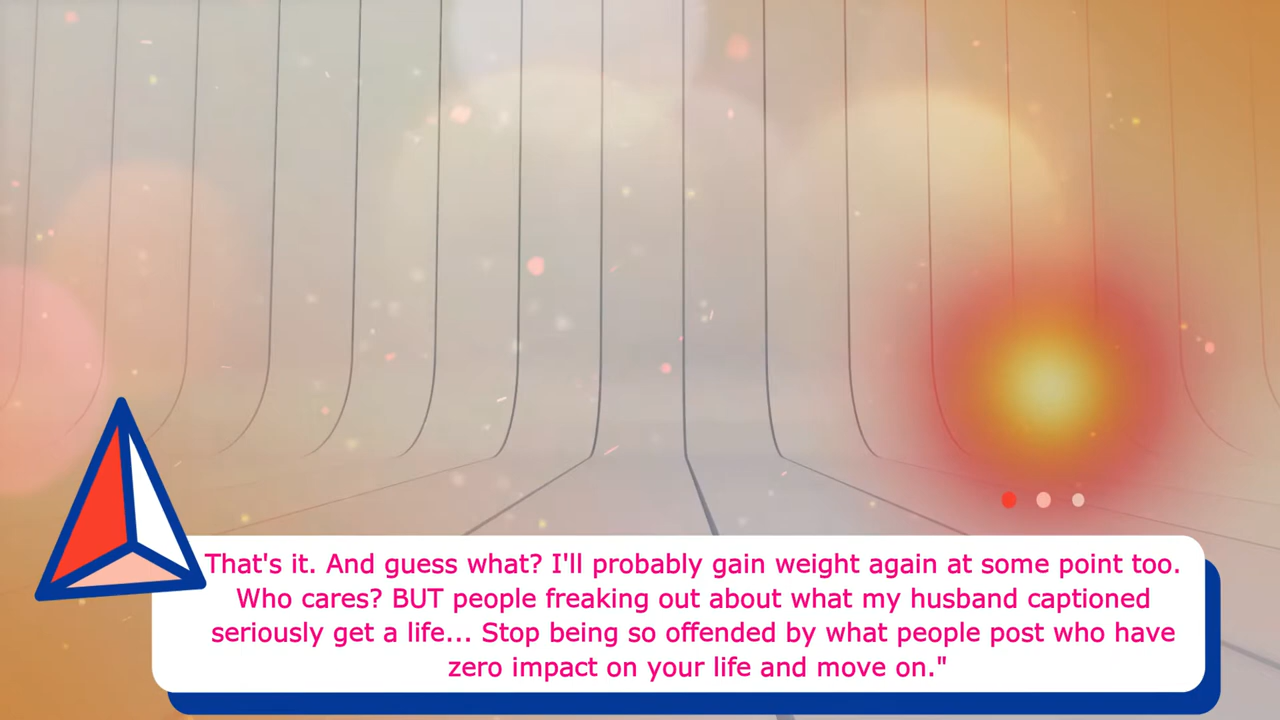 That's it. And guess what? I'll probably gain weight again at some point too.
Who cares? BUT people freaking out about what my husband captioned
seriously get a life... Stop being so offended by what people post who have
zero impact on your life and move on."